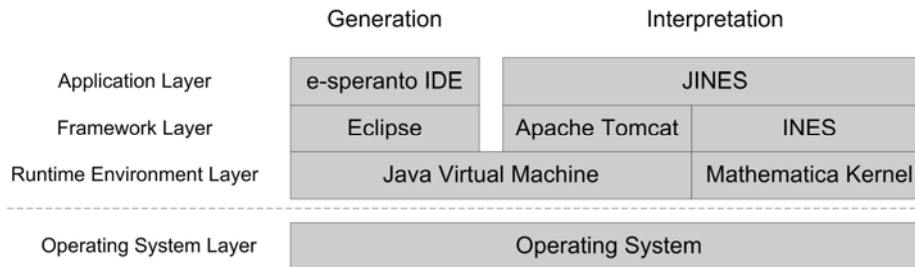 Generation Interpretation
Application Layer e-speranto IDE JINES
Framework Layer Eclipse Apache Tomcat INES
Runtime Environment Layer Java Virtual Machine Mathematica Kernel
Operating System Layer Operating System